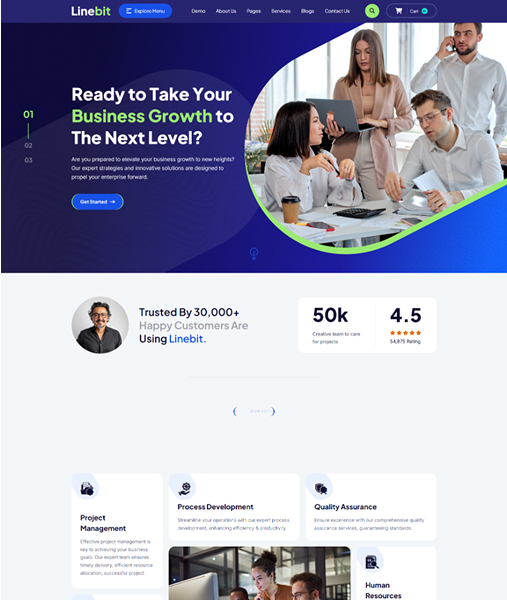 Linebit
Explore Menu
Demo
About Us
Pages
Services
Blogs
Contact Us
Cart
01
02
03
Ready to Take Your
Business Growth to
The Next Level?
Are you prepared to elevate your business growth to new heights?
Our expert strategies and innovative solutions are designed to
propel your enterprise forward.
Get Started
Trusted By 30,000+
Happy Customers Are
Using Linebit.
50k
Creative team to care
for projects
4.5
54,875 Rating
Project
Management
Effective project management is
key to achieving your business
goals. Our expert team ensures
timely delivery, efficient resource
allocation, successful project
Process Development
Streamline your operations with our expert process
development, enhancing efficiency & productivity
Quality Assurance
Ensure excellence with our comprehensive quality
assurance services, guaranteeing standards
Human
Resources